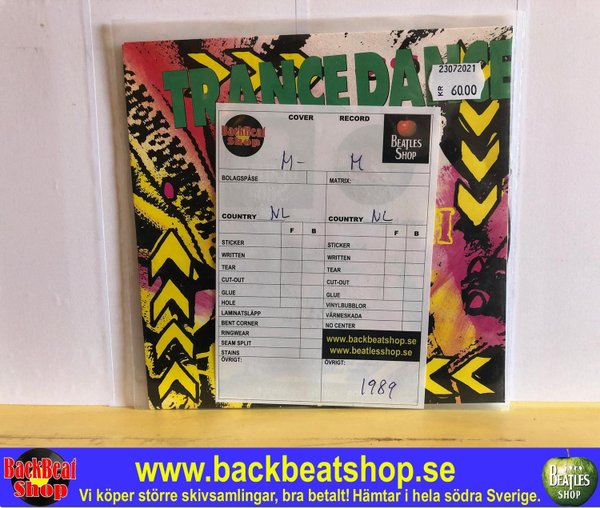 TRANCE DANCE
23072021
KR 60.00
COVER RECORD
BackBeat Shop
BEATLES SHOP
M- M
BOLAGSPÅSE MATRIX:
COUNTRY NL COUNTRY NL
F B F B
STICKER STICKER
WRITTEN WRITTEN
TEAR TEAR
CUT-OUT CUT-OUT
GLUE GLUE
HOLE VINYLBUBBLOR
LAMINATSLÄPP VÄRMESKADA
BENT CORNER NO CENTER
RINGWEAR www.backbeatshop.se
SEAM SPLIT www.beatlesshop.se
STAINS
ÖVRIGT: ÖVRIGT:
1989
BackBeat Shop
www.backbeatshop.se
Vi köper större skivsamlingar, bra betalt! Hämtar i hela södra Sverige.
BEATLES SHOP